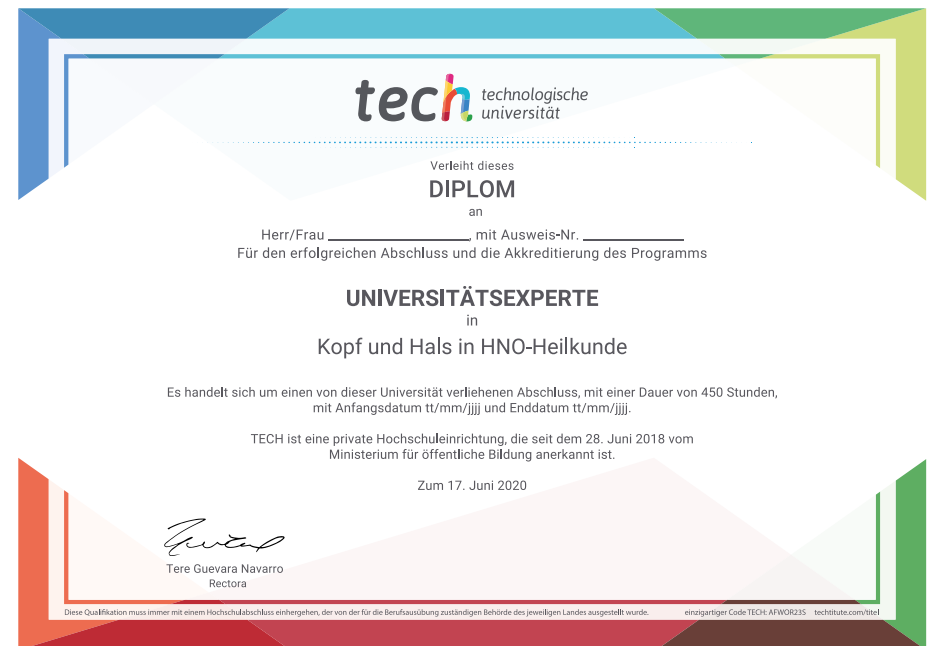 tech technologische
universität
Verleiht dieses
DIPLOM
an
Herr/Frau ____________, mit Ausweis-Nr. ____________
Für den erfolgreichen Abschluss und die Akkreditierung des Programms
UNIVERSITÄTSEXPERTE
in
Kopf und Hals in HNO-Heilkunde
Es handelt sich um einen von dieser Universität verliehenen Abschluss, mit einer Dauer von 450 Stunden,
mit Anfangsdatum tt/mm/jjjj und Enddatum tt/mm/jjjj.
TECH ist eine private Hochschuleinrichtung, die seit dem 28. Juni 2018 vom
Ministerium für öffentliche Bildung anerkannt ist.
Zum 17. Juni 2020
Tere Guevara Navarro
Rectora
Diese Qualifikation muss immer mit einem Hochschulabschluss einhergehen, der von der für die Berufsausübung zuständigen Behörde des jeweiligen Landes ausgestellt wurde. einzigartiger Code TECH: AFWOR23S techtitute.com/titel